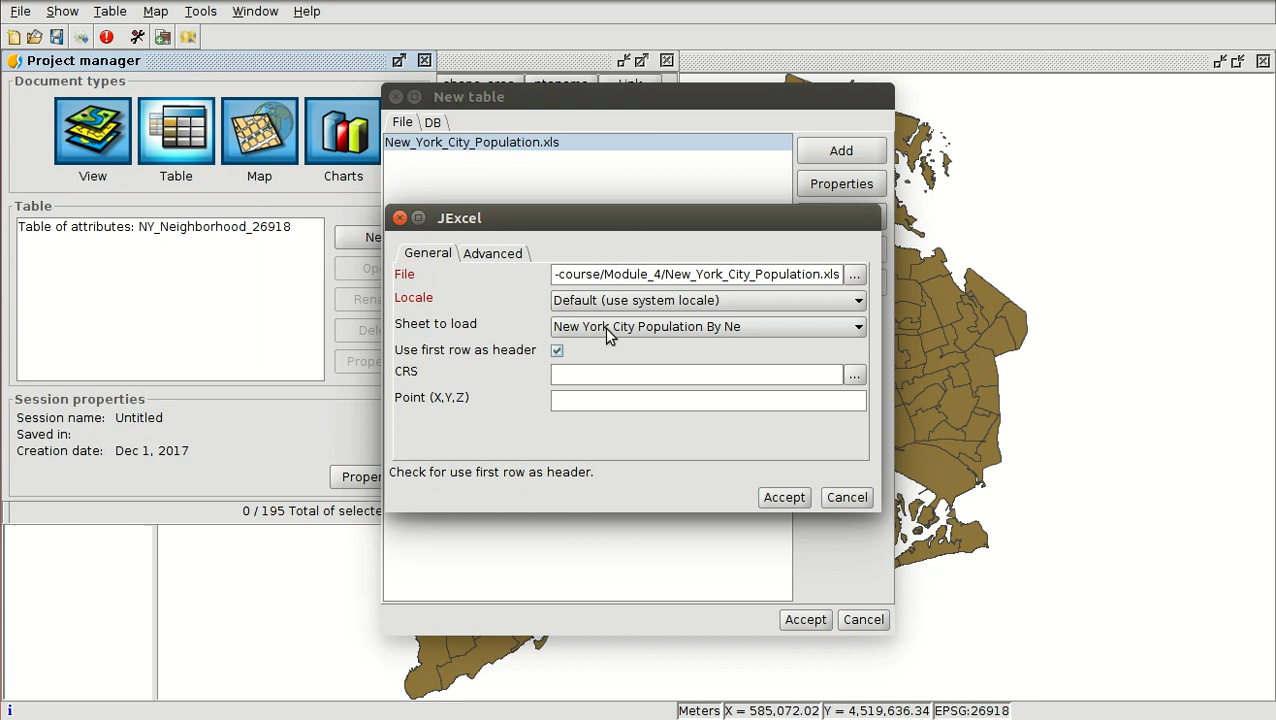 File Show Table Map Tools Window Help
Project manager
Document types
View Table Map Charts
Table
Table of attributes: NY_Neighborhood_26918
Session properties
Session name: Untitled
Saved in:
Creation date: Dec 1, 2017
0 / 195 Total of selecte
New table
File DB
New_York_City_Population.xls
Add
Properties
JExcel
General Advanced
File -course/Module_4/New_York_City_Population.xls ...
Locale Default (use system locale)
Sheet to load New York City Population By Ne
Use first row as header
CRS ...
Point (X,Y,Z)
Check for use first row as header.
Accept Cancel
Accept Cancel
Meters X = 585,072.02 Y = 4,519,636.34 EPSG:26918